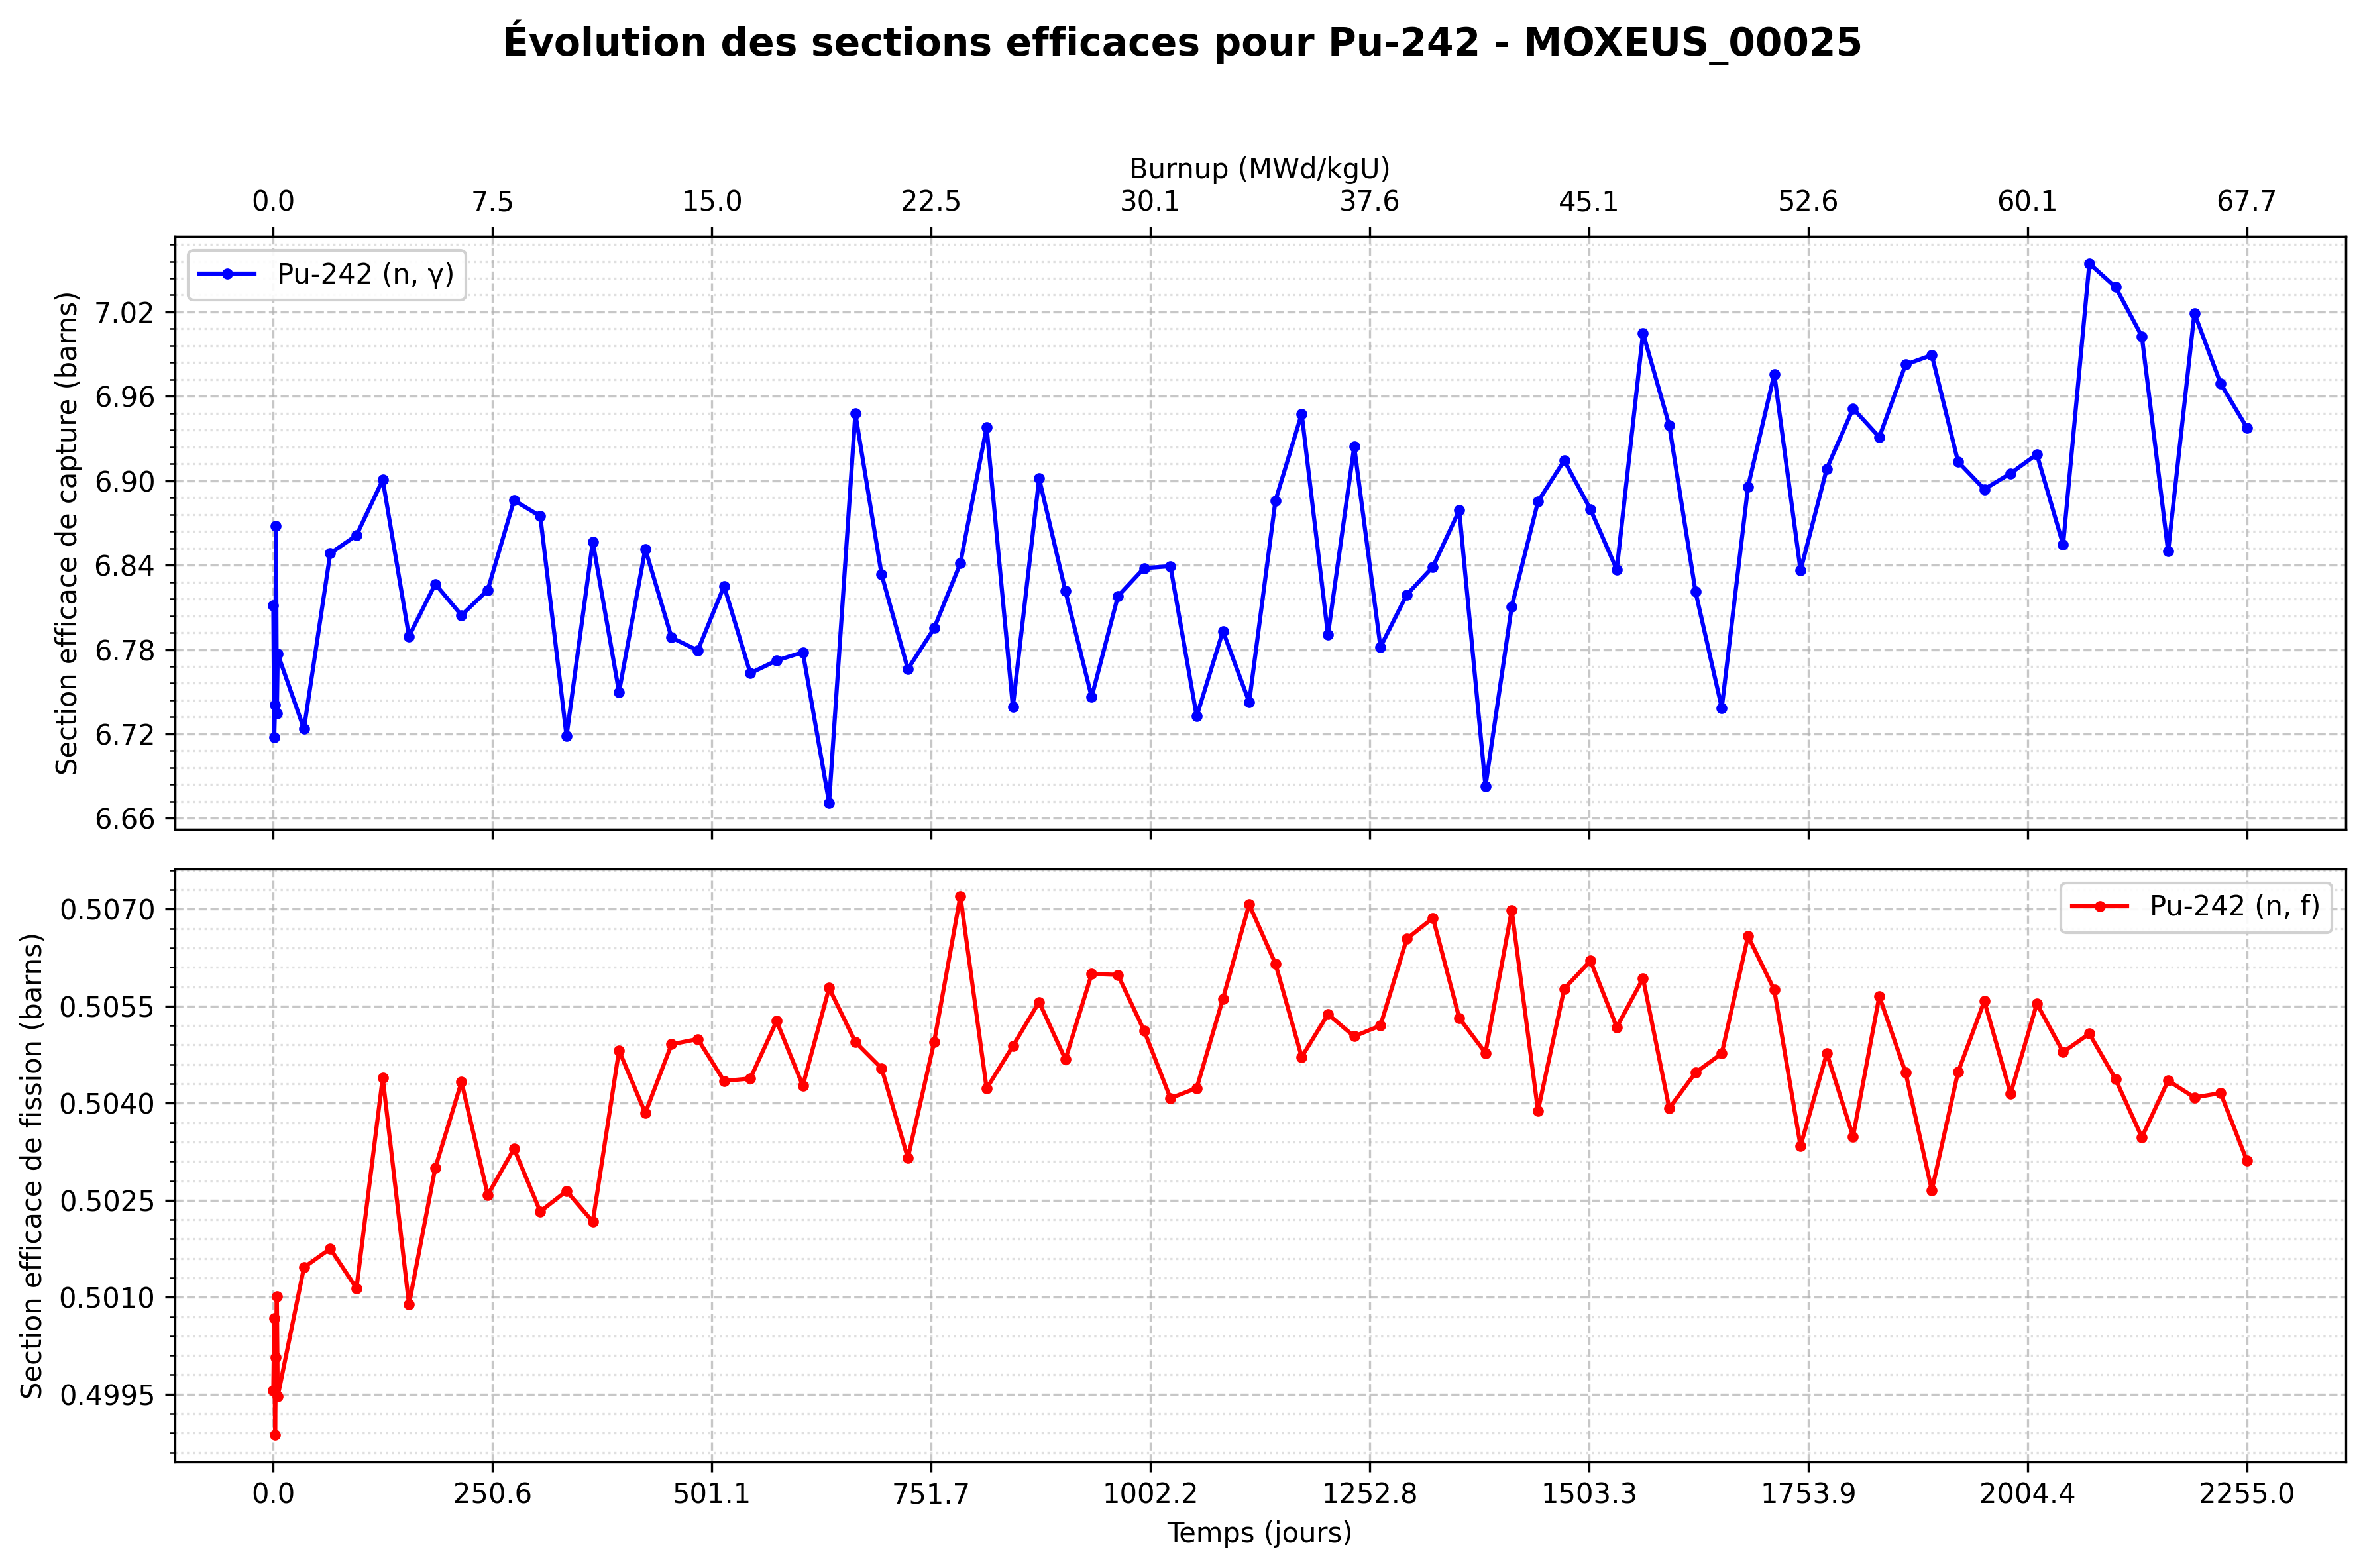 Évolution des sections efficaces pour Pu-242 - MOXEUS_00025
Burnup (MWd/kgU)
0.0 7.5 15.0 22.5 30.1 37.6 45.1 52.6 60.1 67.7
Pu-242 (n, γ)
Section efficace de capture (barns)
7.02
6.96
6.90
6.84
6.78
6.72
6.66
Pu-242 (n, f)
Section efficace de fission (barns)
0.5070
0.5055
0.5040
0.5025
0.5010
0.4995
0.0 250.6 501.1 751.7 1002.2 1252.8 1503.3 1753.9 2004.4 2255.0
Temps (jours)